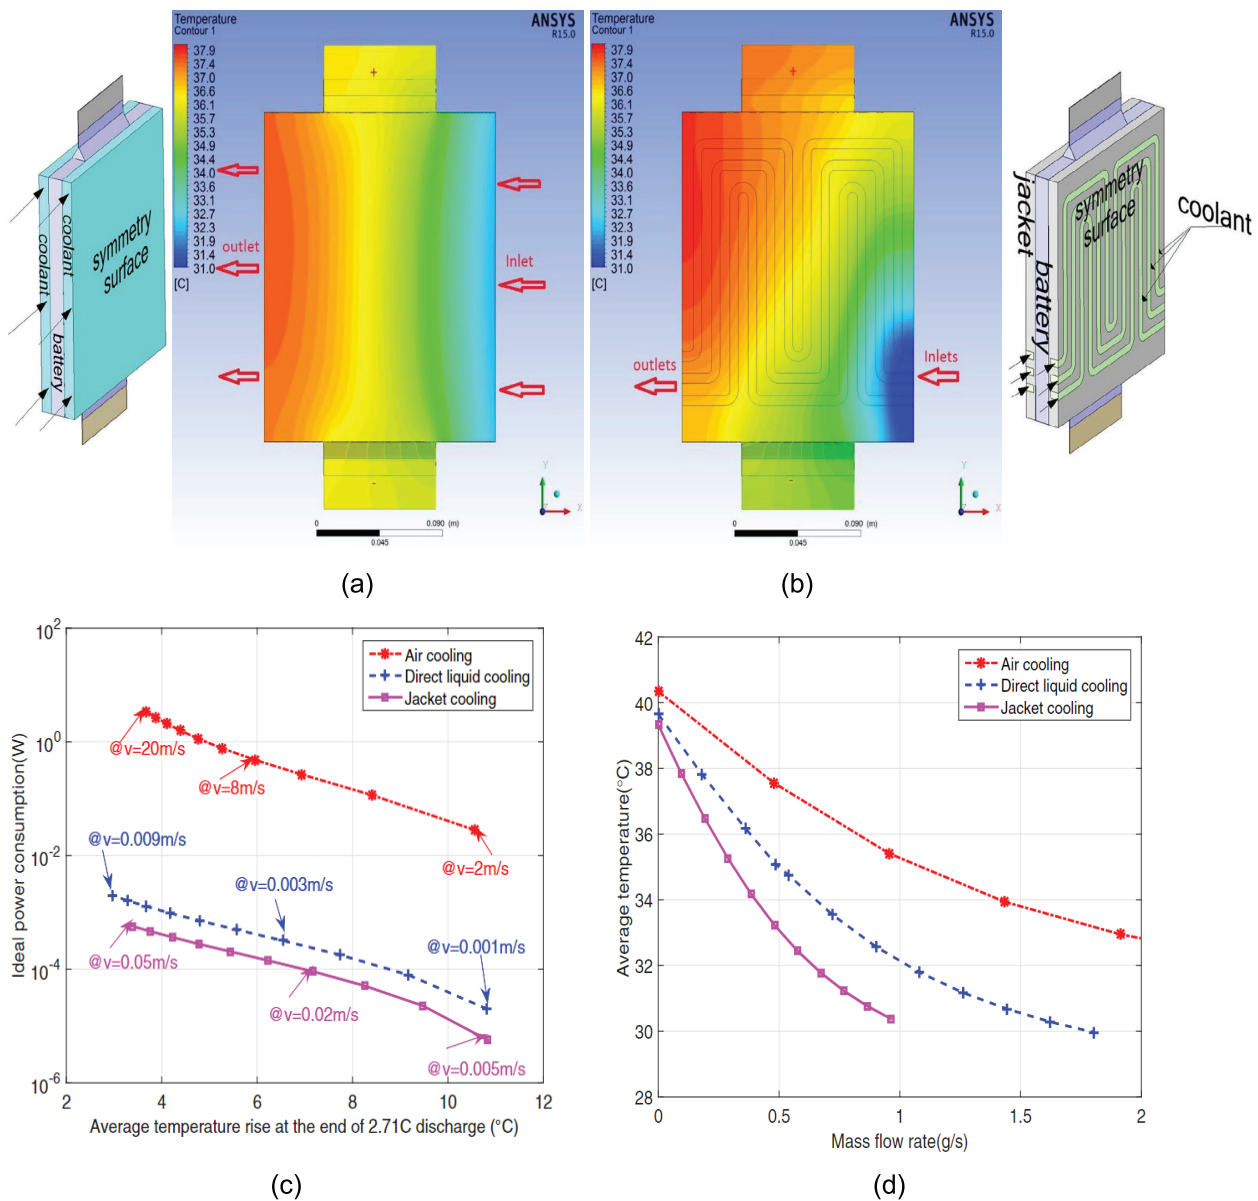 Temperature
Contour 1
ANSYS
R15.0
37.9
37.4
37.0
36.6
36.1
35.7
35.3
34.9
34.4
34.0
33.6
33.2
32.7
32.3
31.9
31.4
31.0
[C]
coolant
coolant
battery
symmetry
surface
outlet
Inlet
+
-
Y
X
0
0.090 (m)
0.045
(a)
Temperature
Contour 1
ANSYS
R15.0
37.9
37.4
37.0
36.6
36.1
35.7
35.3
34.9
34.4
34.0
33.6
33.2
32.7
32.3
31.9
31.4
31.0
[C]
outlets
Inlets
+
-
Y
X
0
0.090 (m)
0.045
jacket
battery
symmetry
surface
coolant
(b)
Ideal power consumption(W)
10²
10⁰
10⁻²
10⁻⁴
10⁻⁶
Air cooling
Direct liquid cooling
Jacket cooling
@v=20m/s
@v=8m/s
@v=2m/s
@v=0.009m/s
@v=0.003m/s
@v=0.001m/s
@v=0.05m/s
@v=0.02m/s
@v=0.005m/s
2 4 6 8 10 12
Average temperature rise at the end of 2.71C discharge (°C)
(c)
Average temperature(°C)
42
40
38
36
34
32
30
28
Air cooling
Direct liquid cooling
Jacket cooling
0 0.5 1 1.5 2
Mass flow rate(g/s)
(d)